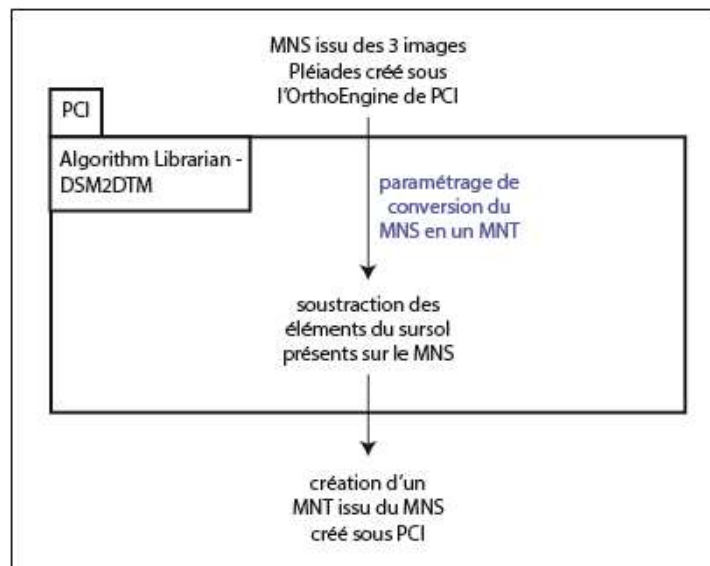 MNS issu des 3 images
Pléiades créé sous
l'OrthoEngine de PCI
PCI
Algorithm Librarian -
DSM2DTM
paramétrage de
conversion du
MNS en un MNT
soustraction des
éléments du sursol
présents sur le MNS
création d'un
MNT issu du MNS
créé sous PCI